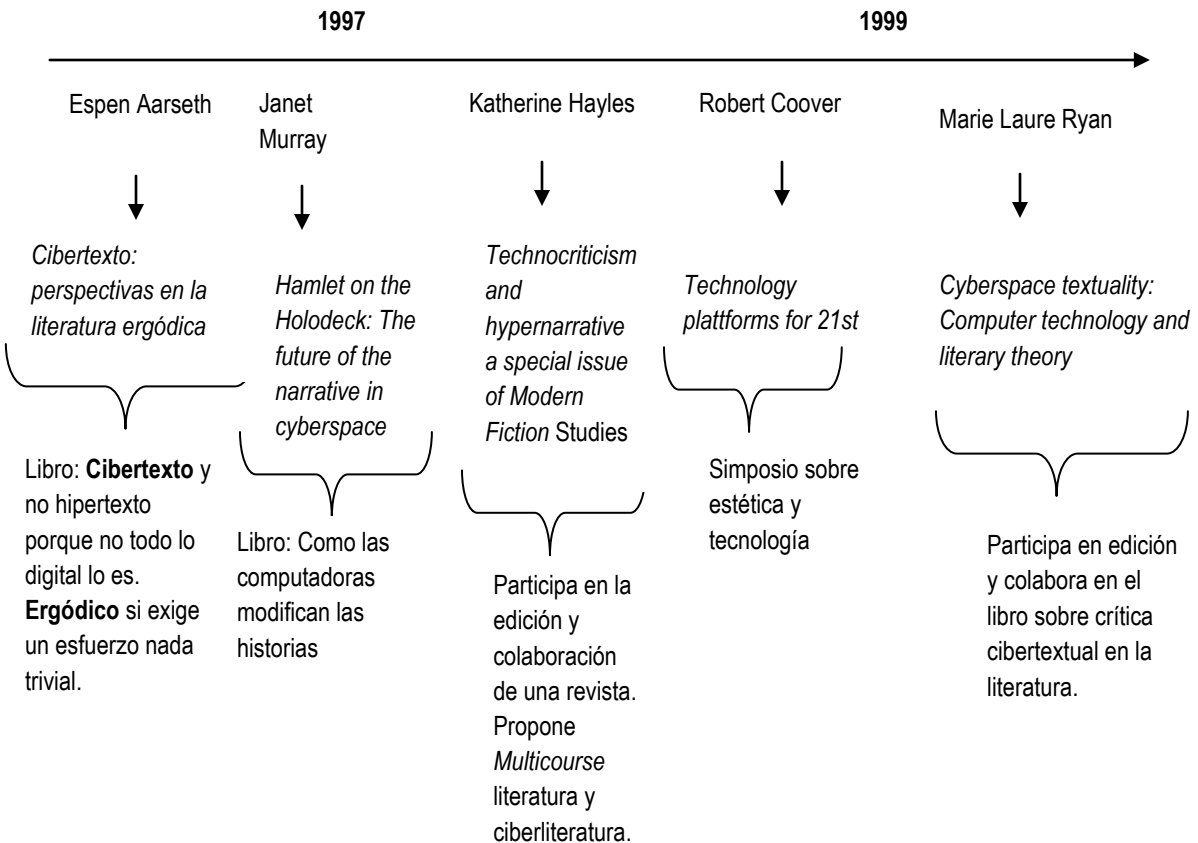 1997
1999
Espen Aarseth
Janet
Murray
Katherine Hayles
Robert Coover
Marie Laure Ryan
Cibertexto:
perspectivas en la
literatura ergódica
Hamlet on the
Holodeck: The
future of the
narrative in
cyberspace
Technocriticism
and
hypernarrative
a special issue
of Modern
Fiction Studies
Technology
plattforms for 21st
Cyberspace textuality:
Computer technology and
literary theory
Libro: Cibertexto y
no hipertexto
porque no todo lo
digital lo es.
Ergódico si exige
un esfuerzo nada
trivial.
Libro: Como las
computadoras
modifican las
historias
Participa en la
edición y
colaboración
de una revista.
Propone
Multicourse
literatura y
ciberliteratura.
Simposio sobre
estética y
tecnología
Participa en edición
y colabora en el
libro sobre crítica
cibertextual en la
literatura.